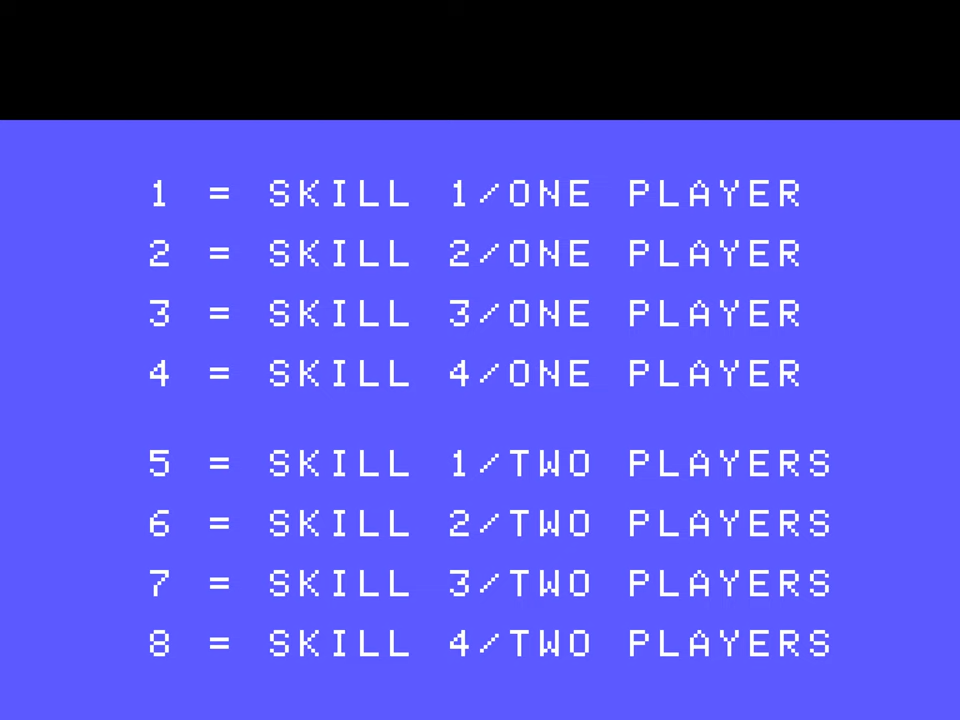 1 = SKILL 1/ONE PLAYER
2 = SKILL 2/ONE PLAYER
3 = SKILL 3/ONE PLAYER
4 = SKILL 4/ONE PLAYER
5 = SKILL 1/TWO PLAYERS
6 = SKILL 2/TWO PLAYERS
7 = SKILL 3/TWO PLAYERS
8 = SKILL 4/TWO PLAYERS